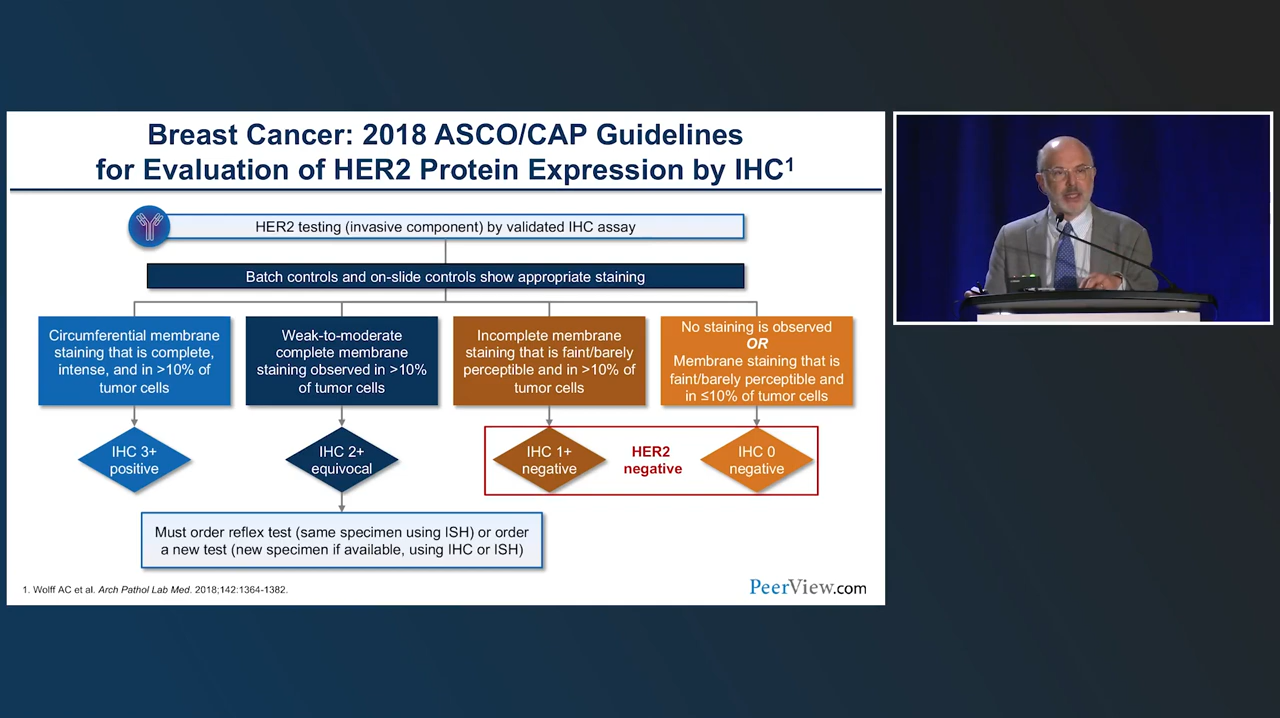 Breast Cancer: 2018 ASCO/CAP Guidelines
for Evaluation of HER2 Protein Expression by IHC¹
HER2 testing (invasive component) by validated IHC assay
Batch controls and on-slide controls show appropriate staining
Circumferential membrane
staining that is complete,
intense, and in >10% of
tumor cells
Weak-to-moderate
complete membrane
staining observed in >10%
of tumor cells
Incomplete membrane
staining that is faint/barely
perceptible and in >10% of
tumor cells
No staining is observed
OR
Membrane staining that is
faint/barely perceptible and
in ≤10% of tumor cells
IHC 3+
positive
IHC 2+
equivocal
IHC 1+
negative
HER2
negative
IHC 0
negative
Must order reflex test (same specimen using ISH) or order
a new test (new specimen if available, using IHC or ISH)
1. Wolff AC et al. Arch Pathol Lab Med. 2018;142:1364-1382.
PeerView.com